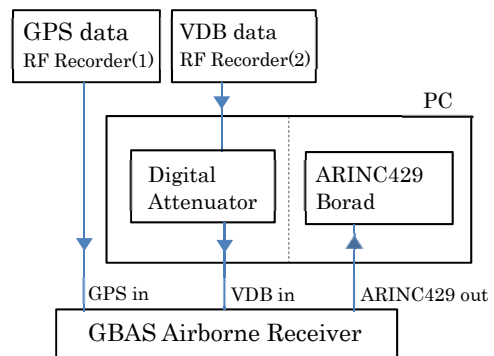 GPS data
RF Recorder(1)
VDB data
RF Recorder(2)
PC
Digital
Attenuator
ARINC429
Borad
GPS in
VDB in
ARINC429 out
GBAS Airborne Receiver